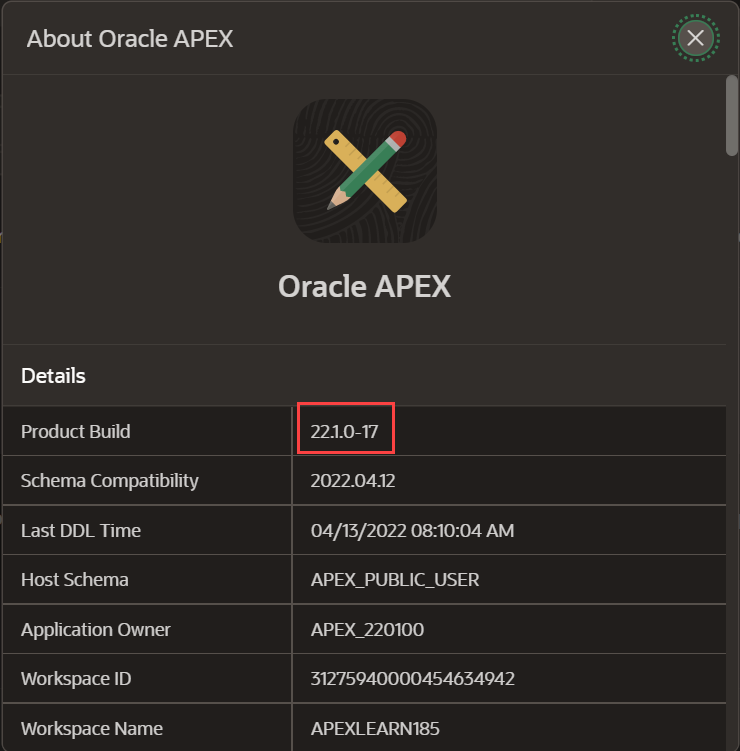 About Oracle APEX
Oracle APEX
Details
Product Build 22.1.0-17
Schema Compatibility 2022.04.12
Last DDL Time 04/13/2022 08:10:04 AM
Host Schema APEX_PUBLIC_USER
Application Owner APEX_220100
Workspace ID 31275940000454634942
Workspace Name APEXLEARN185